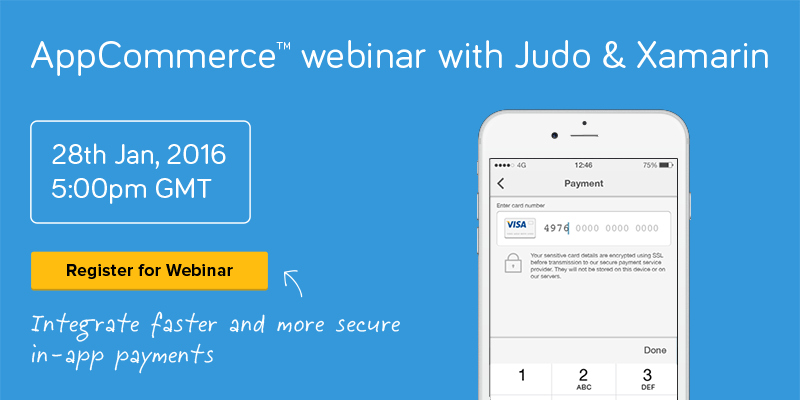 AppCommerce™ webinar with Judo & Xamarin
28th Jan, 2016
5:00pm GMT
Register for Webinar
Integrate faster and more secure
in-app payments
4G 12:46 75%
Payment
Enter card number
VISA 4976 0000 0000 0000
Your sensitive card details are encrypted using SSL
before transmission to our secure payment service
provider. They will not be stored on this device or on
our servers.
Done
1 2 3
ABC DEF